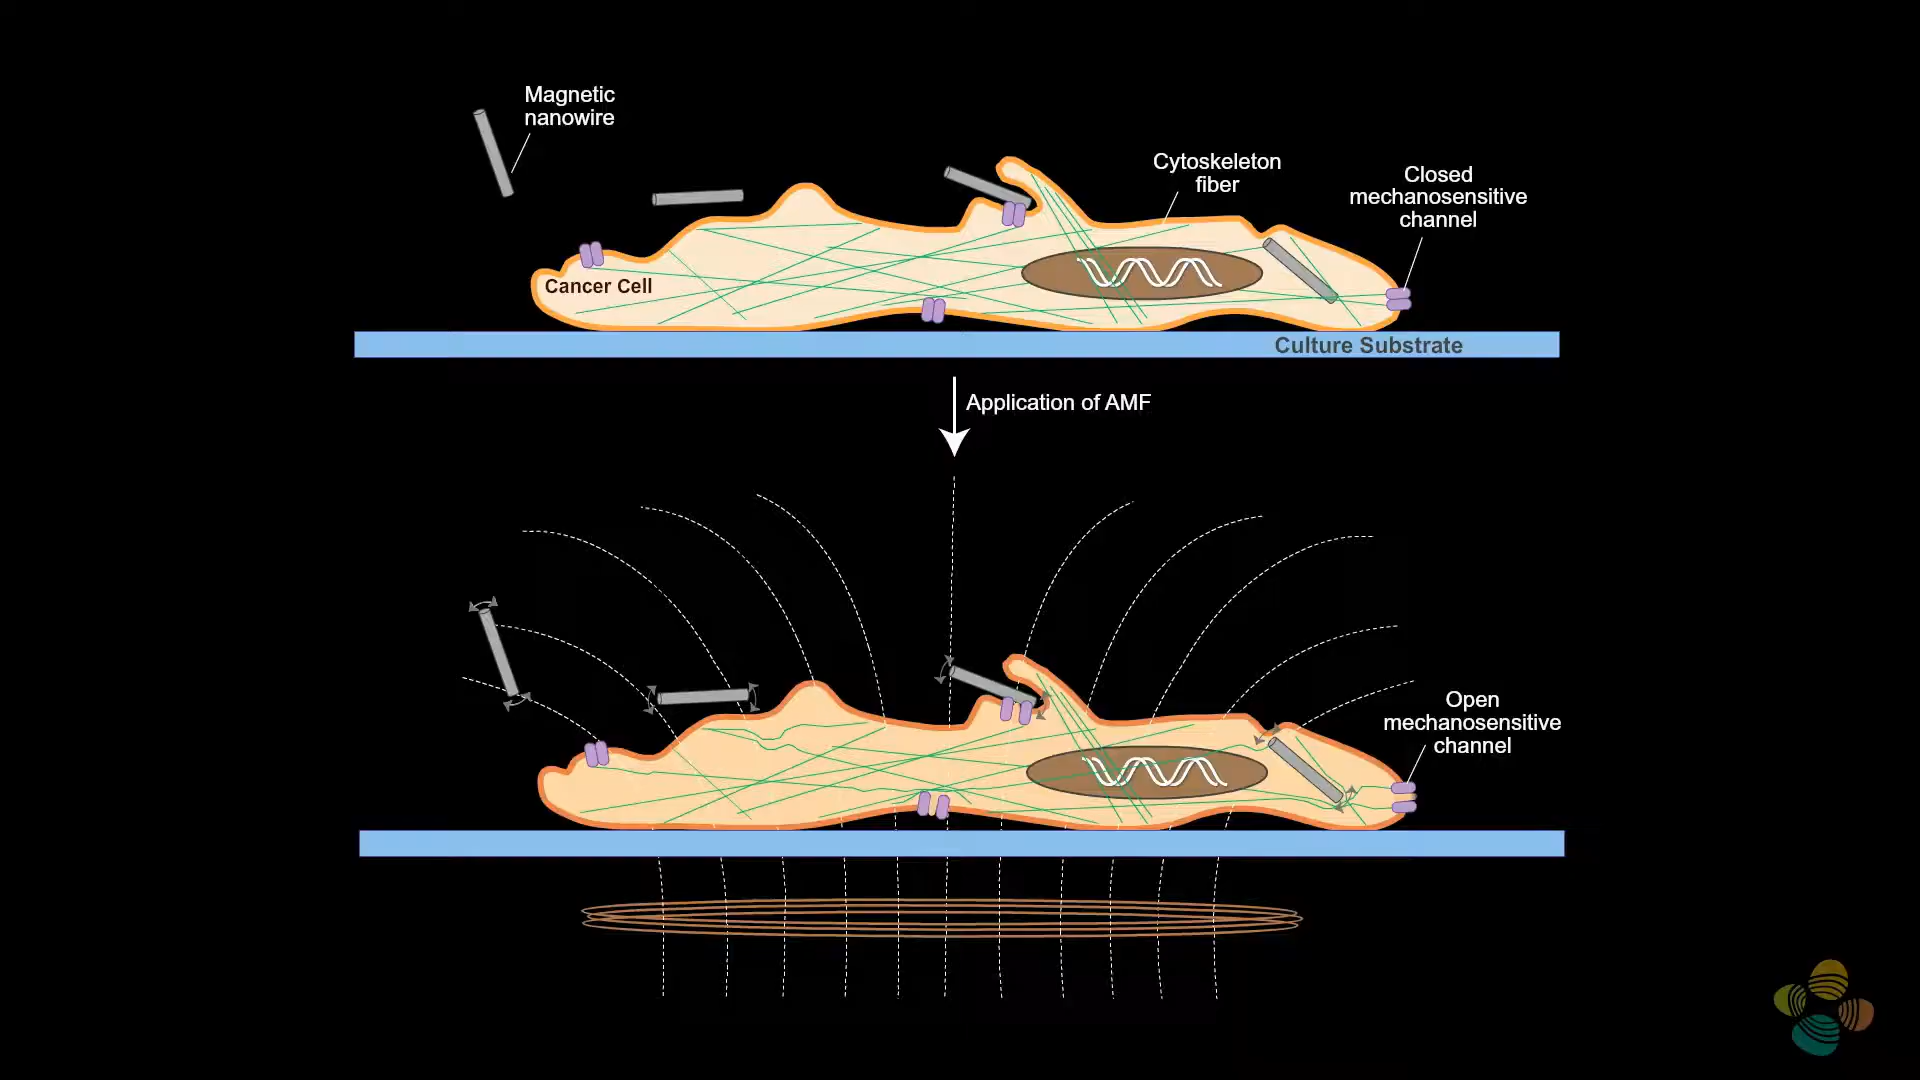 Magnetic
nanowire
Cytoskeleton
fiber
Closed
mechanosensitive
channel
Cancer Cell
Culture Substrate
Application of AMF
Open
mechanosensitive
channel